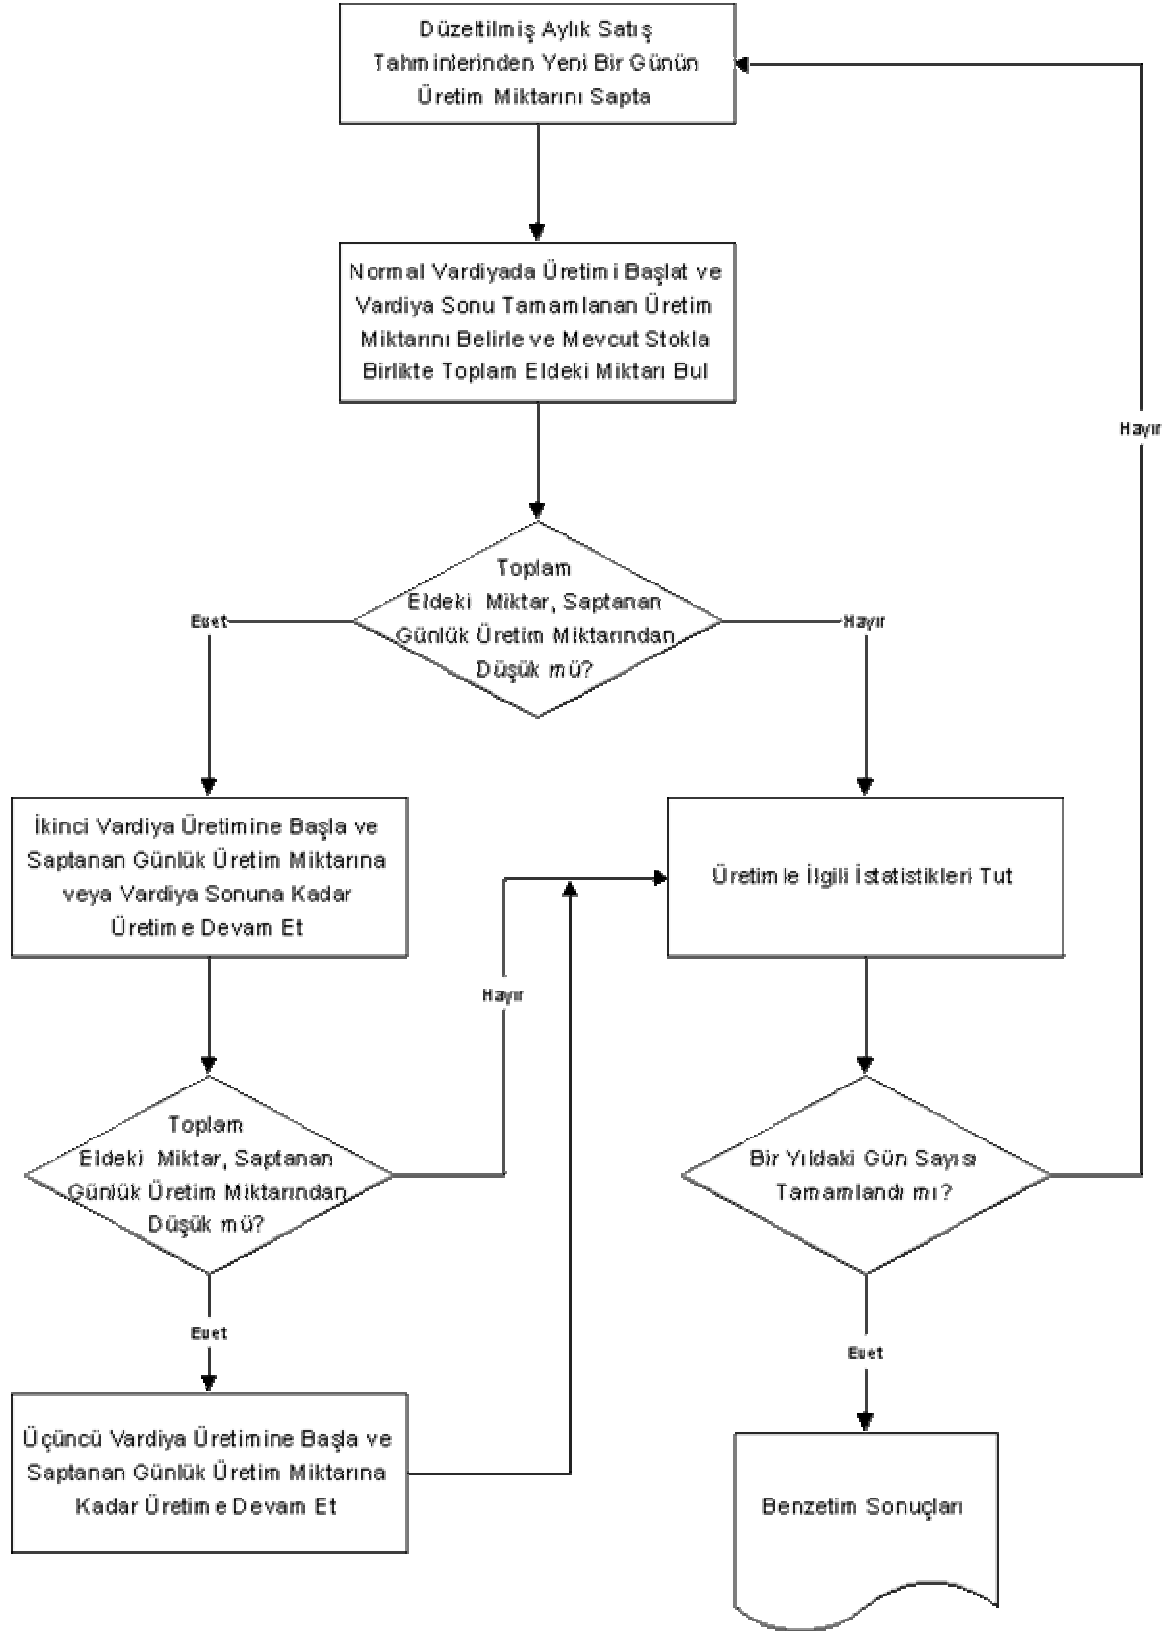 Düzeltilmiş Aylık Satış
Tahminlerinden Yeni Bir Günün
Üretim Miktarını Sapta
Normal Vardiyada Üretimi Başlat ve
Vardiya Sonu Tamamlanan Üretim
Miktarını Belirle ve Mevcut Stokla
Birlikte Toplam Eldeki Miktarı Bul
Hayır
Toplam
Eldeki Miktar, Saptanan
Günlük Üretim Miktarından
Düşük mü?
Evet
Hayır
İkinci Vardiya Üretimine Başla ve
Saptanan Günlük Üretim Miktarına
veya Vardiya Sonuna Kadar
Üretime Devam Et
Üretimle İlgili İstatistikleri Tut
Hayır
Toplam
Eldeki Miktar, Saptanan
Günlük Üretim Miktarından
Düşük mü?
Bir Yıldaki Gün Sayısı
Tamamlandı mı?
Evet
Evet
Üçüncü Vardiya Üretimine Başla ve
Saptanan Günlük Üretim Miktarına
Kadar Üretime Devam Et
Benzetim Sonuçları